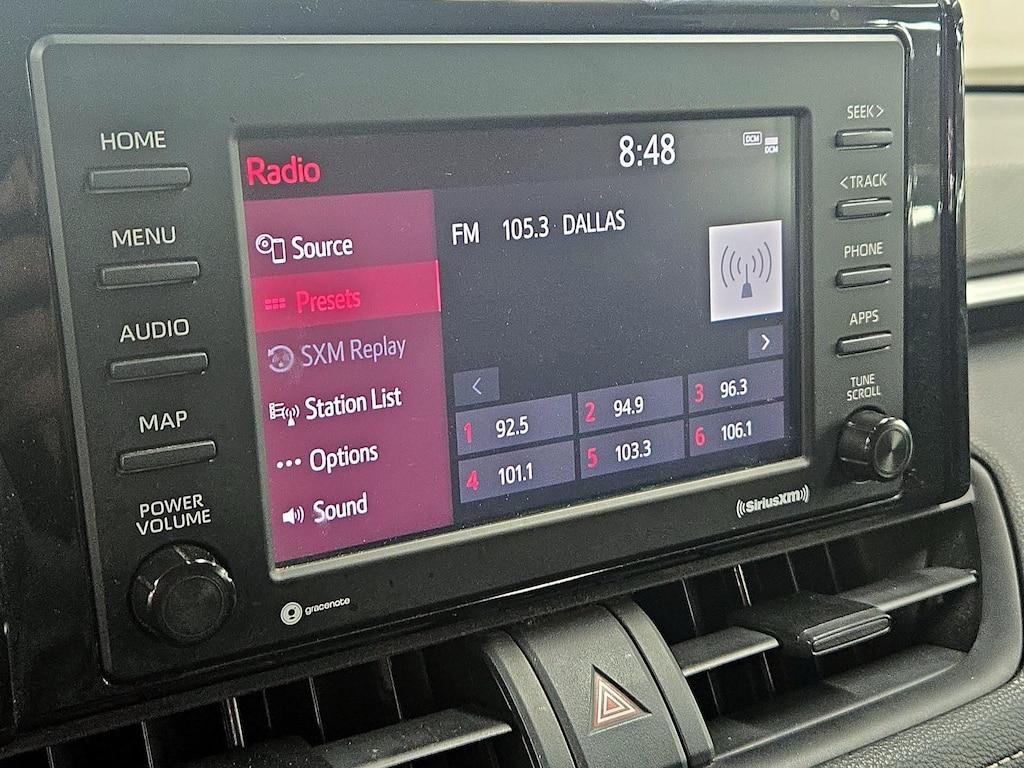 HOME
MENU
AUDIO
MAP
POWER
VOLUME
Radio
8:48
DCM
DCM
Source
Presets
SXM Replay
Station List
Options
Sound
FM 105.3 DALLAS
<
>
1 92.5
2 94.9
3 96.3
4 101.1
5 103.3
6 106.1
SEEK >
< TRACK
PHONE
APPS
TUNE
SCROLL
gracenote
SiriusXM